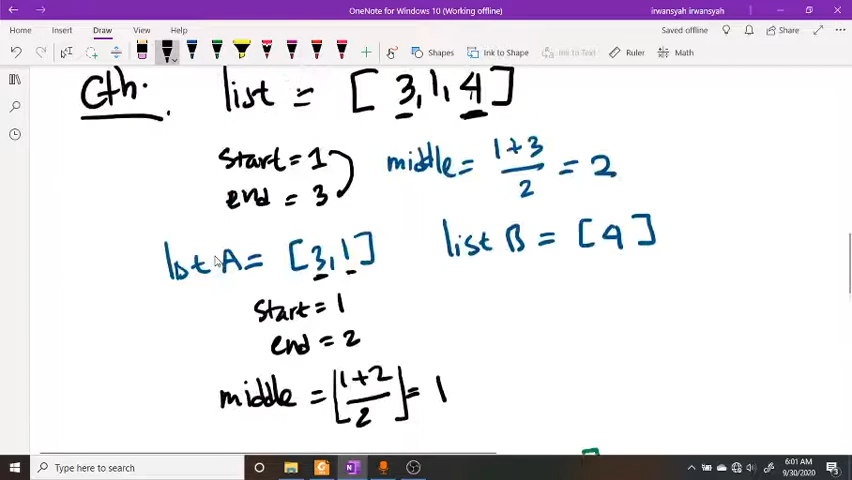 OneNote for Windows 10 (Working offline)
irwansyah irwansyah
Home Insert Draw View Help Saved offline Share
Ink to Shape Ink to Text Shapes Ruler Math
Cth. list = [3,1,4]
start = 1
end = 3
middle = 1+3/2 = 2
list A = [3,1] list B = [4]
start = 1
end = 2
middle = ⌊1+2/2⌋ = 1
Type here to search
6:01 AM
9/30/2020
3